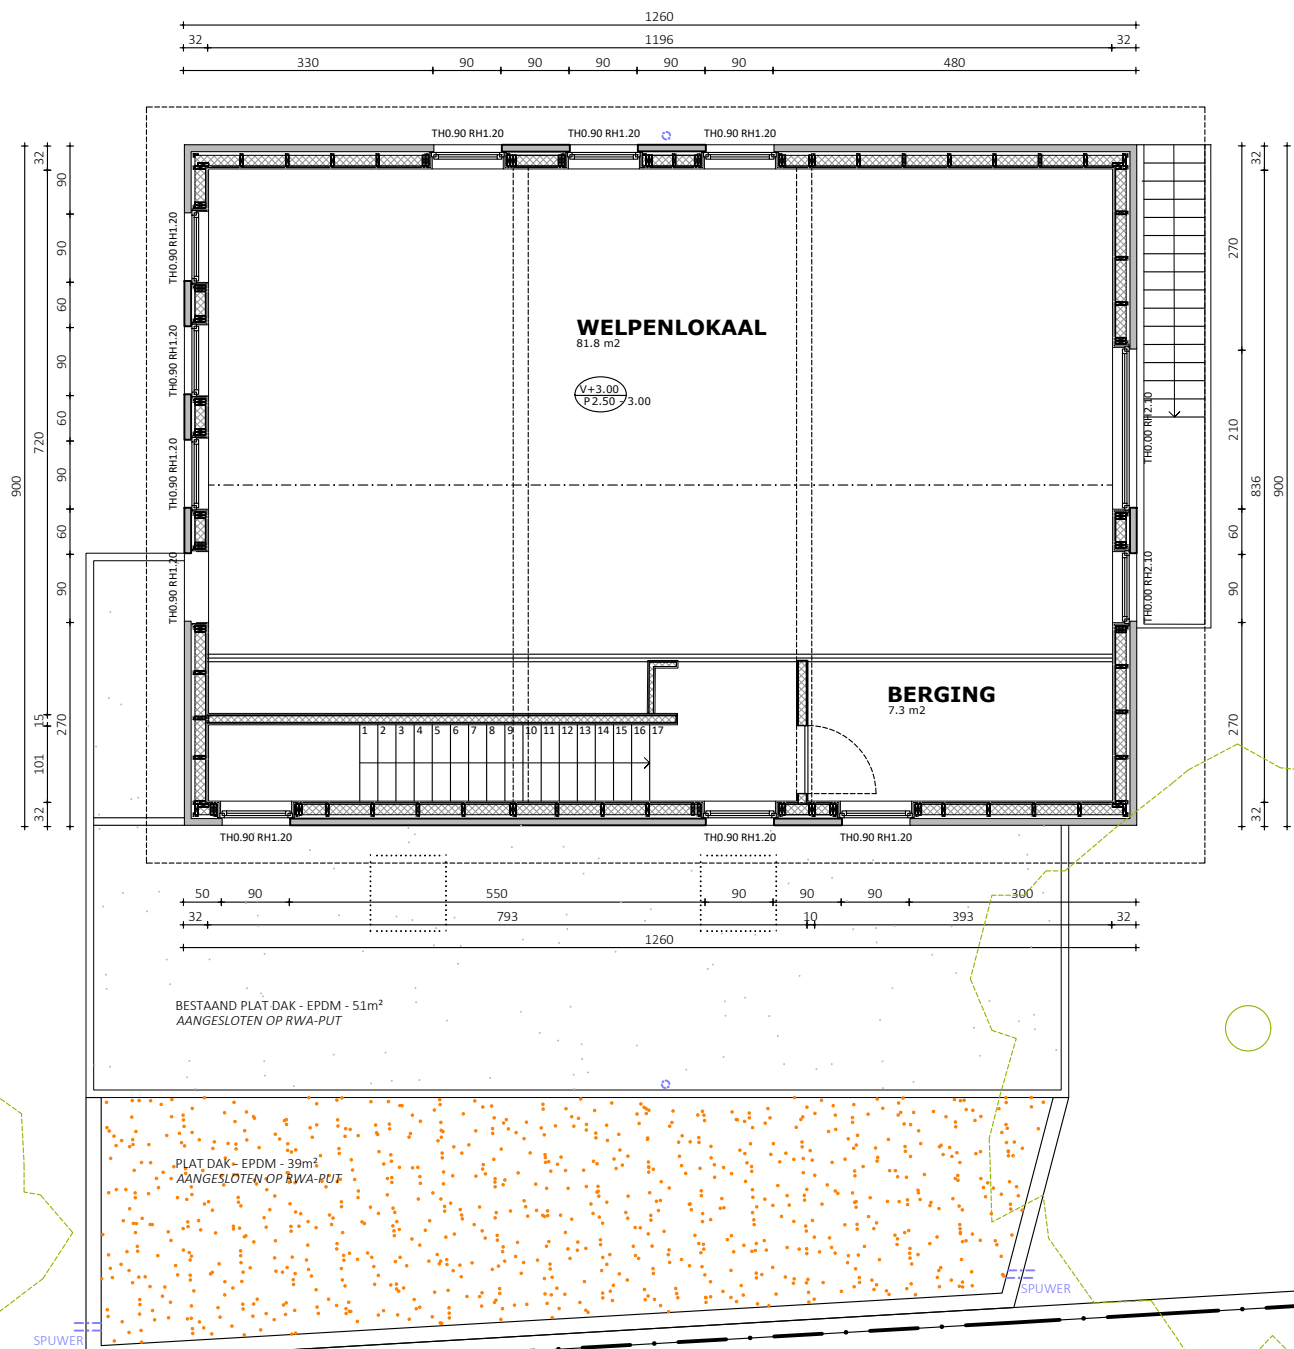 1260
32 1196 32
330 90 90 90 90 90 480
TH0.90 RH1.20 TH0.90 RH1.20 TH0.90 RH1.20
900
32
720
15
101
32
90
90
60
90
60
90
60
90
270
TH0.90 RH1.20
TH0.90 RH1.20
TH0.90 RH1.20
TH0.90 RH1.20
WELPENLOKAAL
81.8 m2
V+3.00
P 2.50 - 3.00
TH0.00 RH2.10
TH0.00 RH2.10
270
210
60
90
270
32
836
32
900
BERGING
7.3 m2
1 2 3 4 5 6 7 8 9 10 11 12 13 14 15 16 17
TH0.90 RH1.20 TH0.90 RH1.20 TH0.90 RH1.20
50 90 550 90 90 90 300
32 793 10 393 32
1260
BESTAAND PLAT DAK - EPDM - 51m²
AANGESLOTEN OP RWA-PUT
PLAT DAK - EPDM - 39m²
AANGESLOTEN OP RWA-PUT
SPUWER
SPUWER